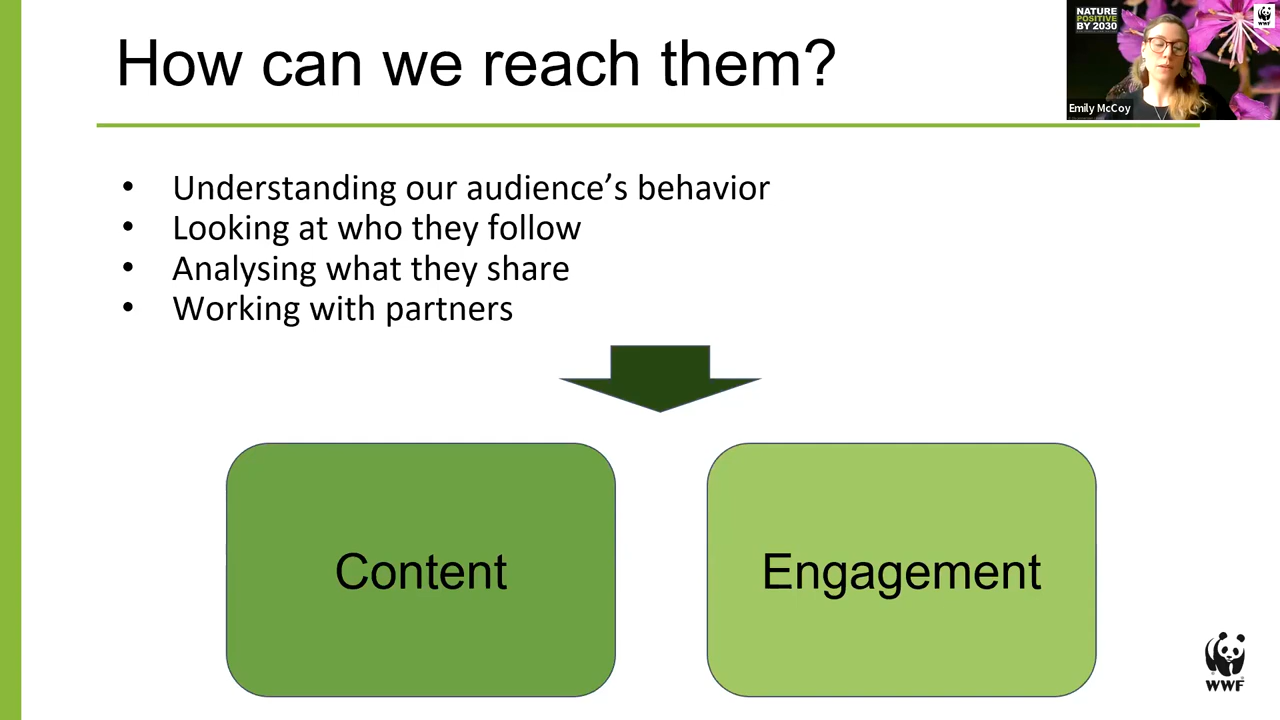 How can we reach them?
NATURE
POSITIVE
BY 2030
WWF
Emily McCoy
• Understanding our audience’s behavior
• Looking at who they follow
• Analysing what they share
• Working with partners
Content
Engagement
WWF